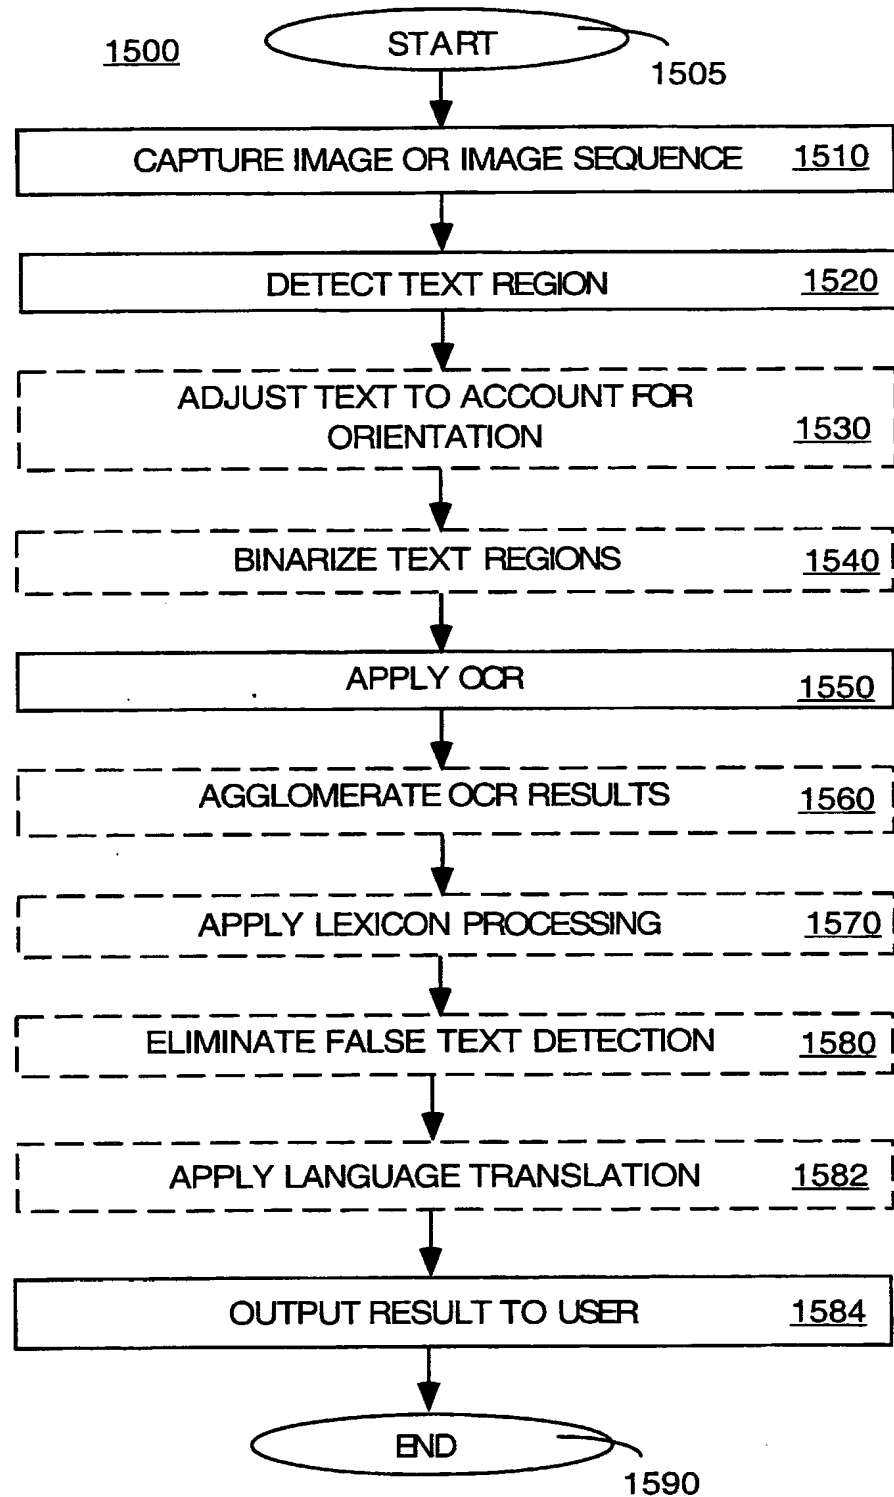 1500
START
1505
CAPTURE IMAGE OR IMAGE SEQUENCE 1510
DETECT TEXT REGION 1520
ADJUST TEXT TO ACCOUNT FOR
ORIENTATION 1530
BINARIZE TEXT REGIONS 1540
APPLY OCR 1550
AGGLOMERATE OCR RESULTS 1560
APPLY LEXICON PROCESSING 1570
ELIMINATE FALSE TEXT DETECTION 1580
APPLY LANGUAGE TRANSLATION 1582
OUTPUT RESULT TO USER 1584
END
1590